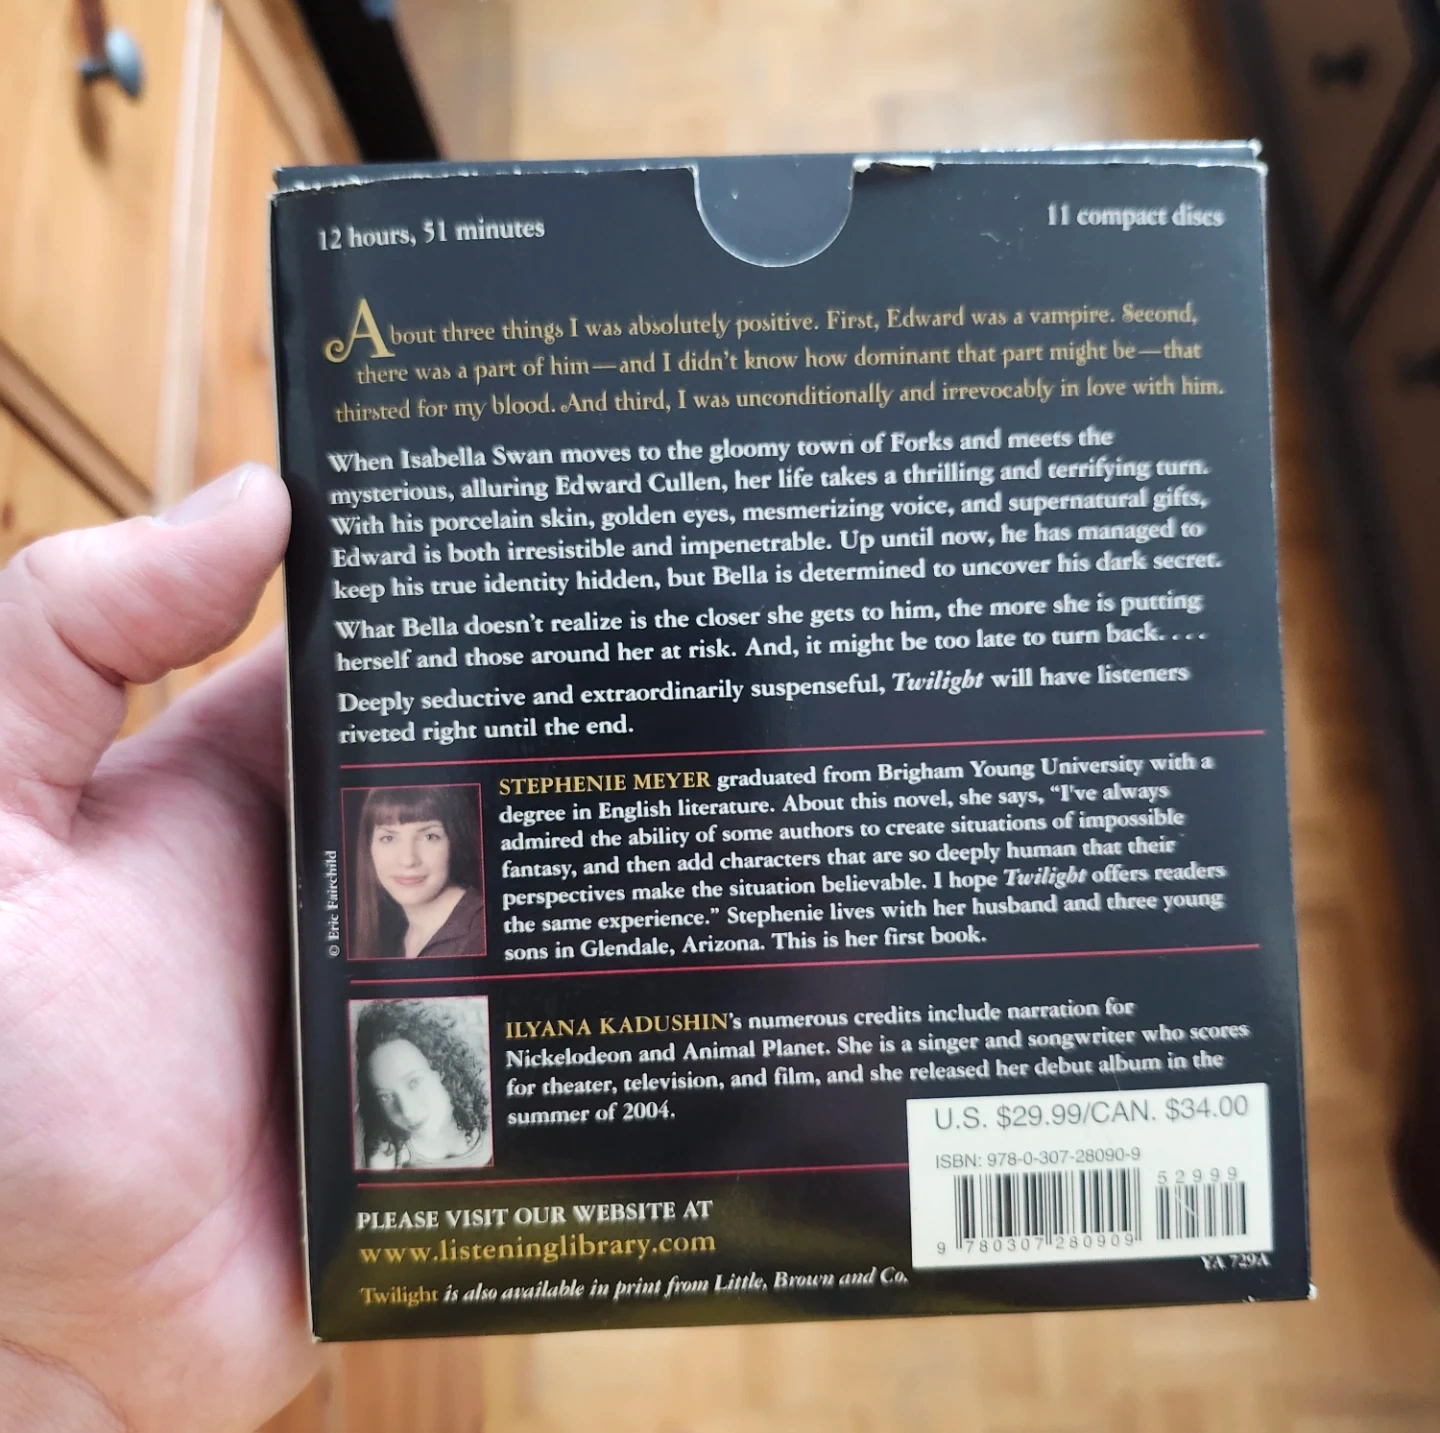 12 hours, 51 minutes
11 compact discs
About three things I was absolutely positive. First, Edward was a vampire. Second,
there was a part of him—and I didn't know how dominant that part might be—that
thirsted for my blood. And third, I was unconditionally and irrevocably in love with him.
When Isabella Swan moves to the gloomy town of Forks and meets the
mysterious, alluring Edward Cullen, her life takes a thrilling and terrifying turn.
With his porcelain skin, golden eyes, mesmerizing voice, and supernatural gifts,
Edward is both irresistible and impenetrable. Up until now, he has managed to
keep his true identity hidden, but Bella is determined to uncover his dark secret.
What Bella doesn't realize is the closer she gets to him, the more she is putting
herself and those around her at risk. And, it might be too late to turn back. . . .
Deeply seductive and extraordinarily suspenseful, Twilight will have listeners
riveted right until the end.
© Eric Fairchild
STEPHENIE MEYER graduated from Brigham Young University with a
degree in English literature. About this novel, she says, “I've always
admired the ability of some authors to create situations of impossible
fantasy, and then add characters that are so deeply human that their
perspectives make the situation believable. I hope Twilight offers readers
the same experience.” Stephenie lives with her husband and three young
sons in Glendale, Arizona. This is her first book.
ILYANA KADUSHIN's numerous credits include narration for
Nickelodeon and Animal Planet. She is a singer and songwriter who scores
for theater, television, and film, and she released her debut album in the
summer of 2004.
PLEASE VISIT OUR WEBSITE AT
www.listeninglibrary.com
Twilight is also available in print from Little, Brown and Co.
U.S. $29.99/CAN. $34.00
ISBN: 978-0-307-28090-9
52999
9 780307 280909
YA 729A